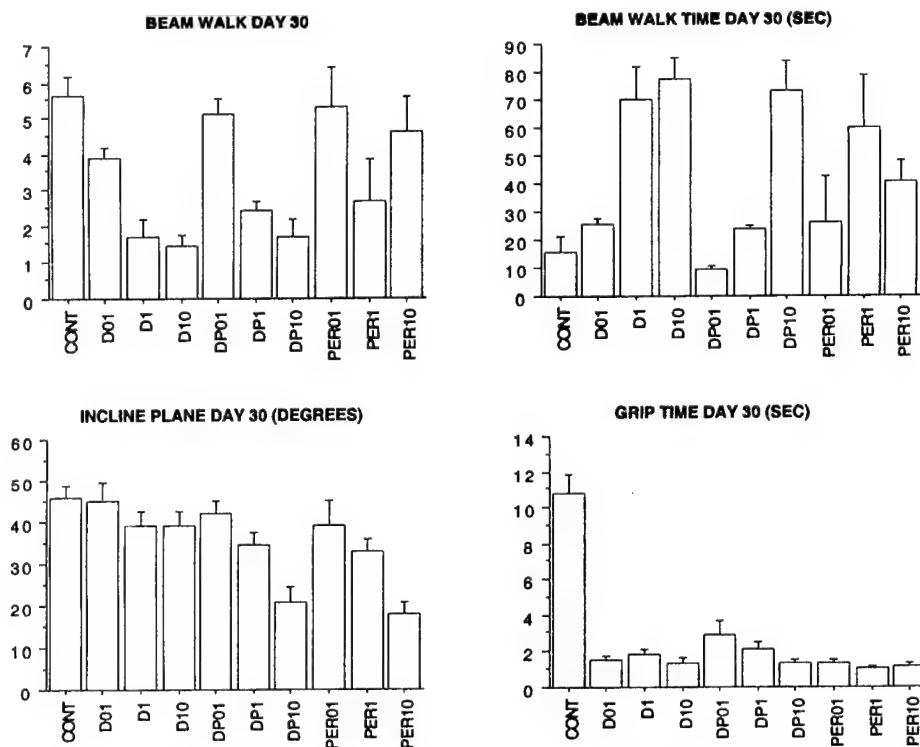 BEAM WALK DAY 30
7
6
5
4
3
2
1
0
CONT
D01
D1
D10
DP01
DP1
DP10
PER01
PER1
PER10
BEAM WALK TIME DAY 30 (SEC)
90
80
70
60
50
40
30
20
10
0
CONT
D01
D1
D10
DP01
DP1
DP10
PER01
PER1
PER10
INCLINE PLANE DAY 30 (DEGREES)
60
50
40
30
20
10
0
CONT
D01
D1
D10
DP01
DP1
DP10
PER01
PER1
PER10
GRIP TIME DAY 30 (SEC)
14
12
10
8
6
4
2
0
CONT
D01
D1
D10
DP01
DP1
DP10
PER01
PER1
PER10